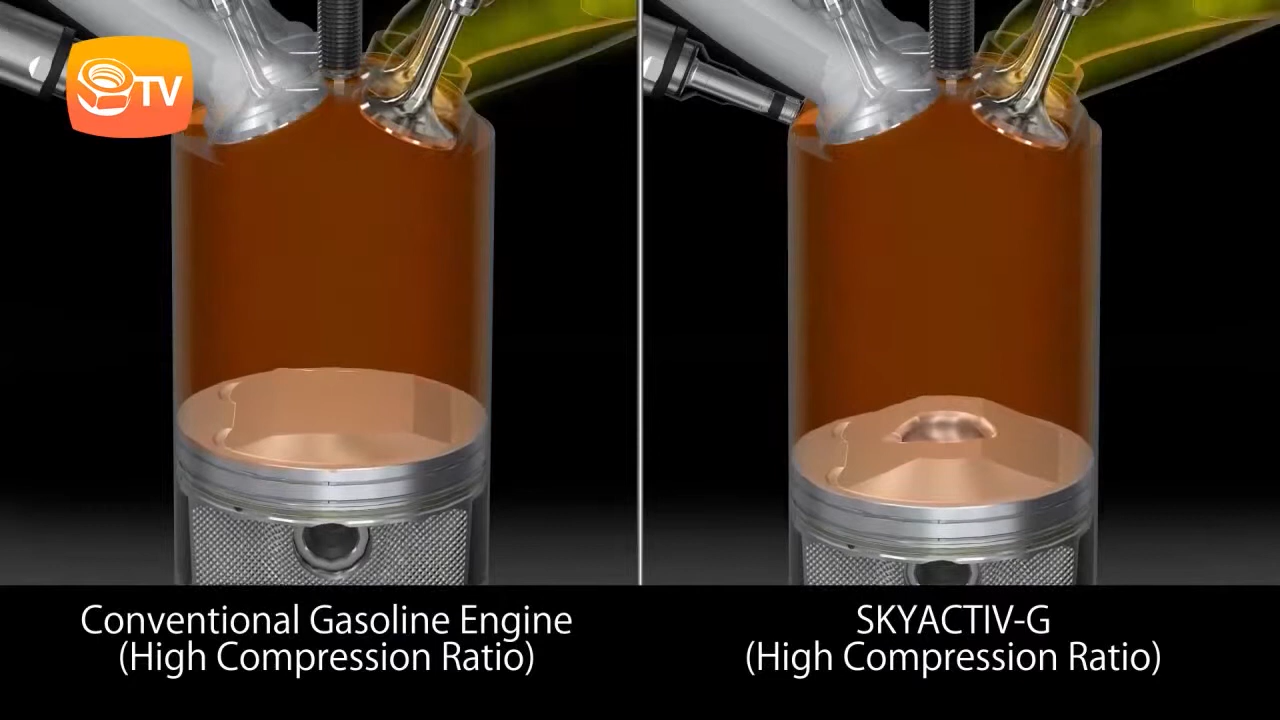 TV
Conventional Gasoline Engine
(High Compression Ratio)
SKYACTIV-G
(High Compression Ratio)